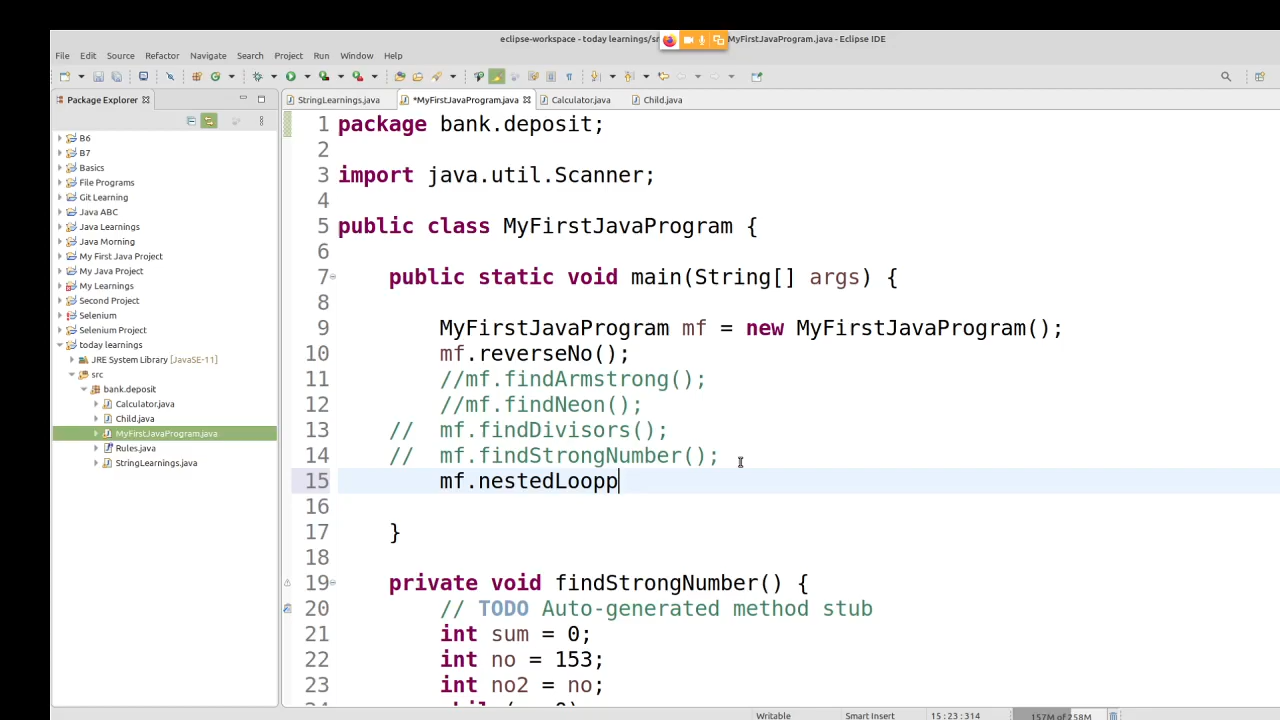 eclipse-workspace - today learnings/sr MyFirstJavaProgram.java - Eclipse IDE
File Edit Source Refactor Navigate Search Project Run Window Help
Package Explorer
StringLearnings.java *MyFirstJavaProgram.java Calculator.java Child.java
B6
B7
Basics
File Programs
Git Learning
Java ABC
Java Learnings
Java Morning
My First Java Project
My Java Project
My Learnings
Second Project
Selenium
Selenium Project
today learnings
JRE System Library [JavaSE-11]
src
bank.deposit
Calculator.java
Child.java
MyFirstJavaProgram.java
Rules.java
StringLearnings.java
1 package bank.deposit;
2
3 import java.util.Scanner;
4
5 public class MyFirstJavaProgram {
6
7 public static void main(String[] args) {
8
9 MyFirstJavaProgram mf = new MyFirstJavaProgram();
10 mf.reverseNo();
11 //mf.findArmstrong();
12 //mf.findNeon();
13 // mf.findDivisors();
14 // mf.findStrongNumber();
15 mf.nestedLoopp
16
17 }
18
19 private void findStrongNumber() {
20 // TODO Auto-generated method stub
21 int sum = 0;
22 int no = 153;
23 int no2 = no;
Writable Smart Insert 15 : 23 : 314 157M of 258M